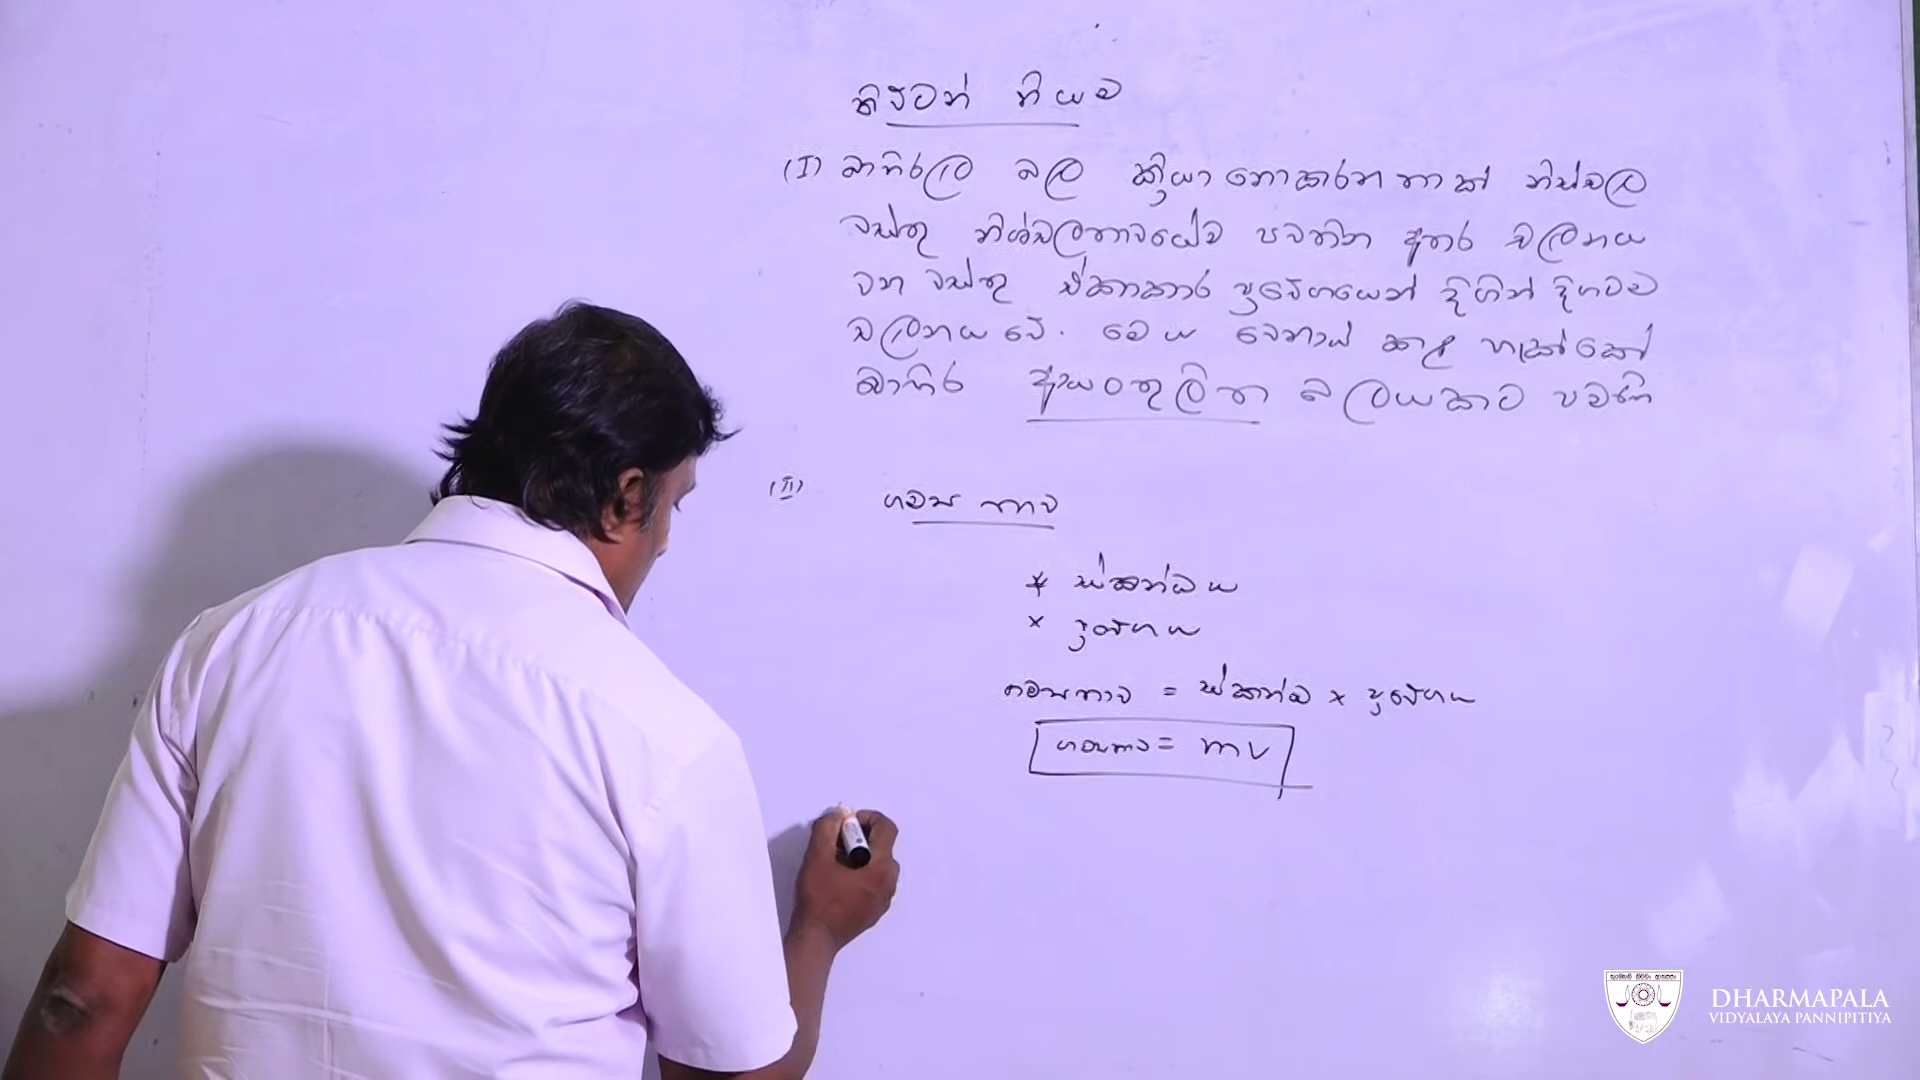 නිව්ටන් නියම
(I) බාහිරල බල ක්‍රියා නොකරන තාක් නිස්චල
වස්තු නිශ්චලතාවයේම පවතින අතර චලනය
වන වස්තු ඒකාකාර ප්‍රවේගයෙන් දිගින් දිගටම
චලනය වේ. මෙය වෙනස් කළ හැක්කේ
බාහිර අසංතුලිත බලයකට පමණි
(II) ගම්‍ය තාව
* ස්කන්ධය
× ප්‍රවේගය
ගම්‍යතාව = ස්කන්ධ × ප්‍රවේගය
ගම්‍යතාව = mv
DHARMAPALA
VIDYALAYA PANNIPITIYA